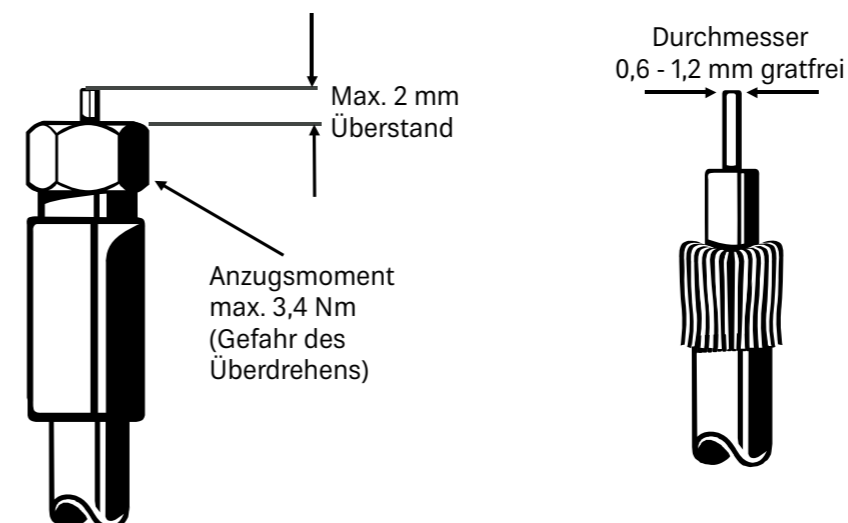 Max. 2 mm
Überstand
Anzugsmoment
max. 3,4 Nm
(Gefahr des
Überdrehens)
Durchmesser
0,6 - 1,2 mm gratfrei